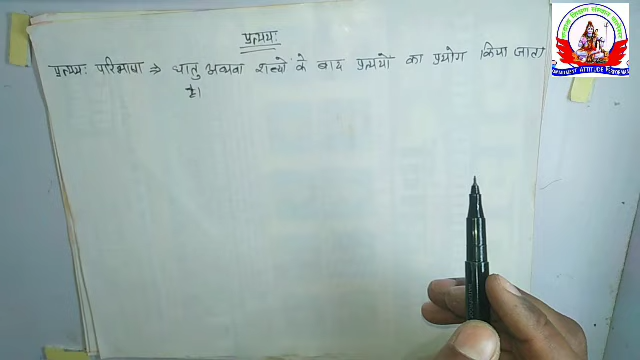 प्रत्ययः
प्रत्ययः परिभाषा ⇒ धातु अथवा शब्दों के बाद प्रत्ययों का प्रयोग किया जाता
है।